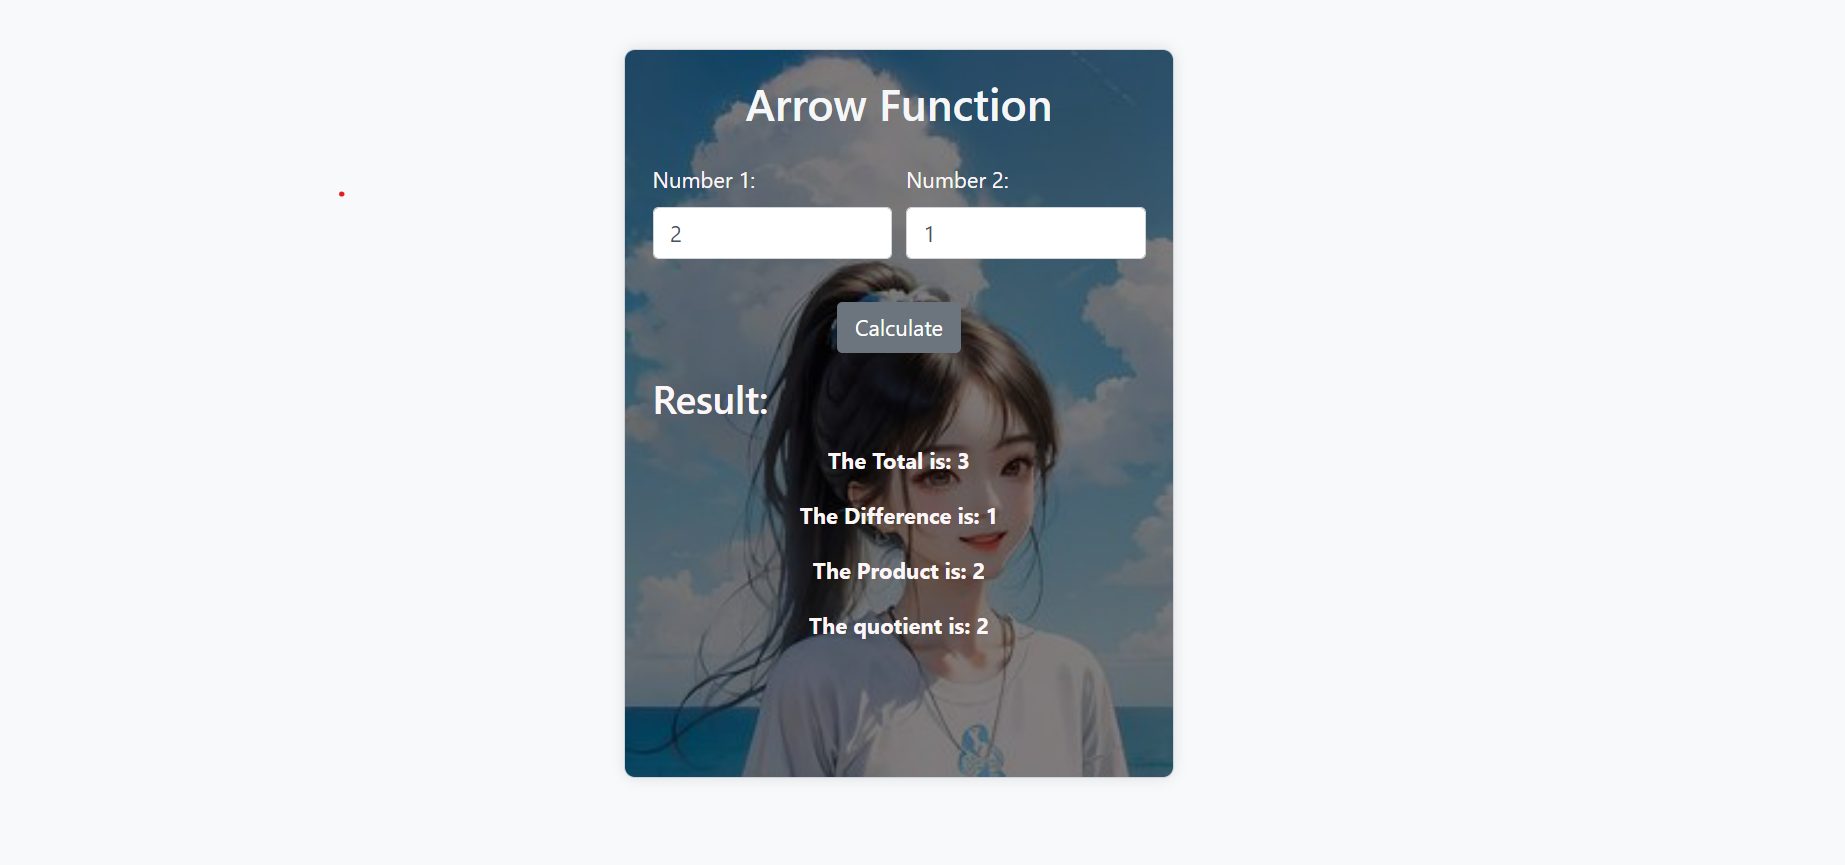 Arrow Function
Number 1: Number 2:
2 1
Calculate
Result:
The Total is: 3
The Difference is: 1
The Product is: 2
The quotient is: 2